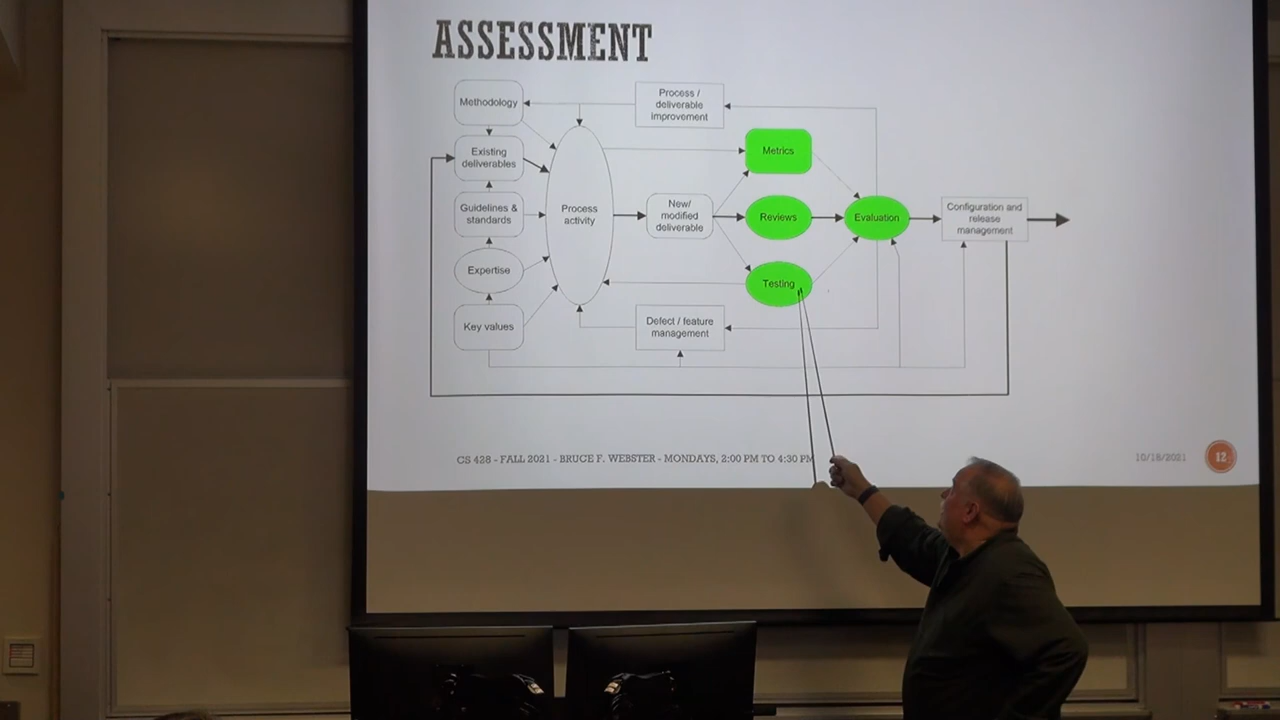 ASSESSMENT
Methodology
Process /
deliverable
improvement
Existing
deliverables
Metrics
Guidelines &
standards
Process
activity
New/
modified
deliverable
Reviews
Evaluation
Configuration and
release
management
Expertise
Testing
Key values
Defect / feature
management
CS 428 - FALL 2021 - BRUCE F. WEBSTER - MONDAYS, 2:00 PM TO 4:30 PM
10/18/2021
12